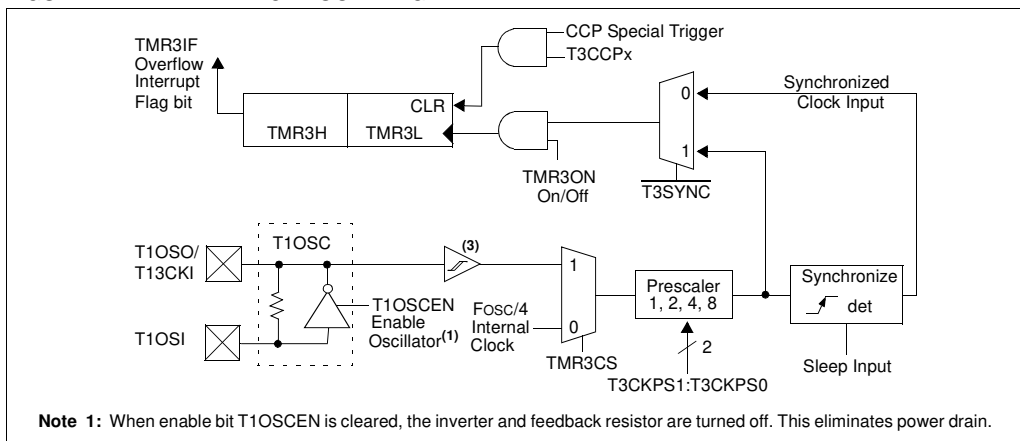 CCP Special Trigger
T3CCPx
TMR3IF
Overflow
Interrupt
Flag bit
CLR
TMR3H
TMR3L
TMR3ON
On/Off
0
1
T3SYNC
Synchronized
Clock Input
T1OSO/
T13CKI
T1OSI
T1OSC
T1OSCEN
Enable
Oscillator(1)
(3)
FOSC/4
Internal
Clock
1
0
TMR3CS
Prescaler
1, 2, 4, 8
2
T3CKPS1:T3CKPS0
Synchronize
det
Sleep Input
Note 1: When enable bit T1OSCEN is cleared, the inverter and feedback resistor are turned off. This eliminates power drain.